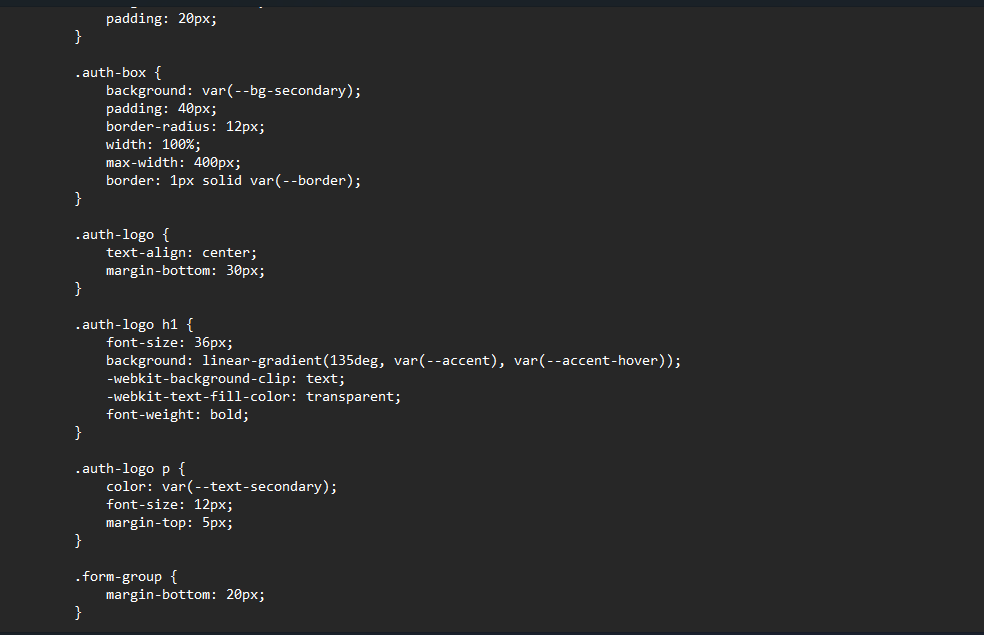 padding: 20px;
}
.auth-box {
background: var(--bg-secondary);
padding: 40px;
border-radius: 12px;
width: 100%;
max-width: 400px;
border: 1px solid var(--border);
}
.auth-logo {
text-align: center;
margin-bottom: 30px;
}
.auth-logo h1 {
font-size: 36px;
background: linear-gradient(135deg, var(--accent), var(--accent-hover));
-webkit-background-clip: text;
-webkit-text-fill-color: transparent;
font-weight: bold;
}
.auth-logo p {
color: var(--text-secondary);
font-size: 12px;
margin-top: 5px;
}
.form-group {
margin-bottom: 20px;
}